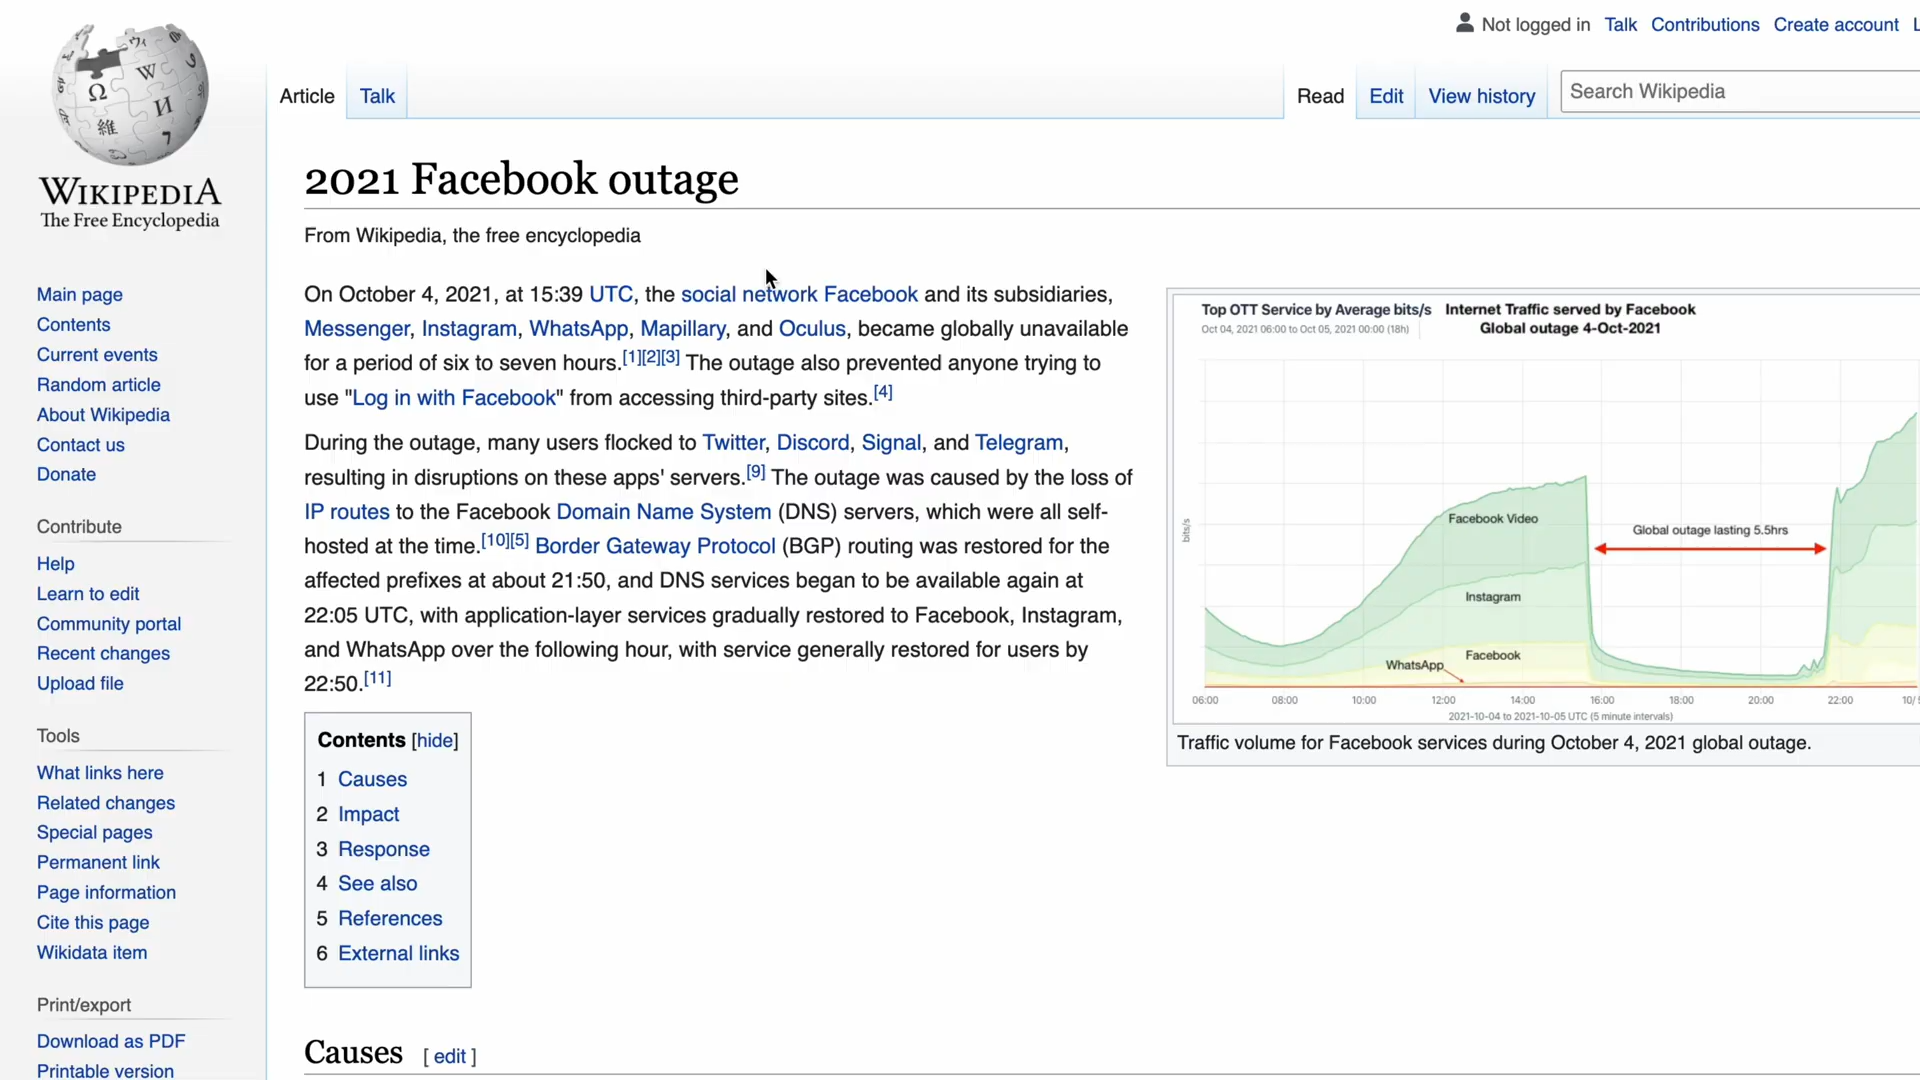 Not logged in Talk Contributions Create account
Article Talk Read Edit View history Search Wikipedia
WIKIPEDIA
The Free Encyclopedia
Main page
Contents
Current events
Random article
About Wikipedia
Contact us
Donate
Contribute
Help
Learn to edit
Community portal
Recent changes
Upload file
Tools
What links here
Related changes
Special pages
Permanent link
Page information
Cite this page
Wikidata item
Print/export
Download as PDF
Printable version
2021 Facebook outage
From Wikipedia, the free encyclopedia
On October 4, 2021, at 15:39 UTC, the social network Facebook and its subsidiaries,
Messenger, Instagram, WhatsApp, Mapillary, and Oculus, became globally unavailable
for a period of six to seven hours.[1][2][3] The outage also prevented anyone trying to
use "Log in with Facebook" from accessing third-party sites.[4]
During the outage, many users flocked to Twitter, Discord, Signal, and Telegram,
resulting in disruptions on these apps' servers.[9] The outage was caused by the loss of
IP routes to the Facebook Domain Name System (DNS) servers, which were all self-
hosted at the time.[10][5] Border Gateway Protocol (BGP) routing was restored for the
affected prefixes at about 21:50, and DNS services began to be available again at
22:05 UTC, with application-layer services gradually restored to Facebook, Instagram,
and WhatsApp over the following hour, with service generally restored for users by
22:50.[11]
Contents [hide]
1 Causes
2 Impact
3 Response
4 See also
5 References
6 External links
Causes [ edit ]
Top OTT Service by Average bits/s
Oct 04, 2021 06:00 to Oct 05, 2021 00:00 (18h)
Internet Traffic served by Facebook
Global outage 4-Oct-2021
bits/s
Facebook Video
Global outage lasting 5.5hrs
Instagram
Facebook
WhatsApp
06:00 08:00 10:00 12:00 14:00 16:00 18:00 20:00 22:00 10/
2021-10-04 to 2021-10-05 UTC (5 minute intervals)
Traffic volume for Facebook services during October 4, 2021 global outage.